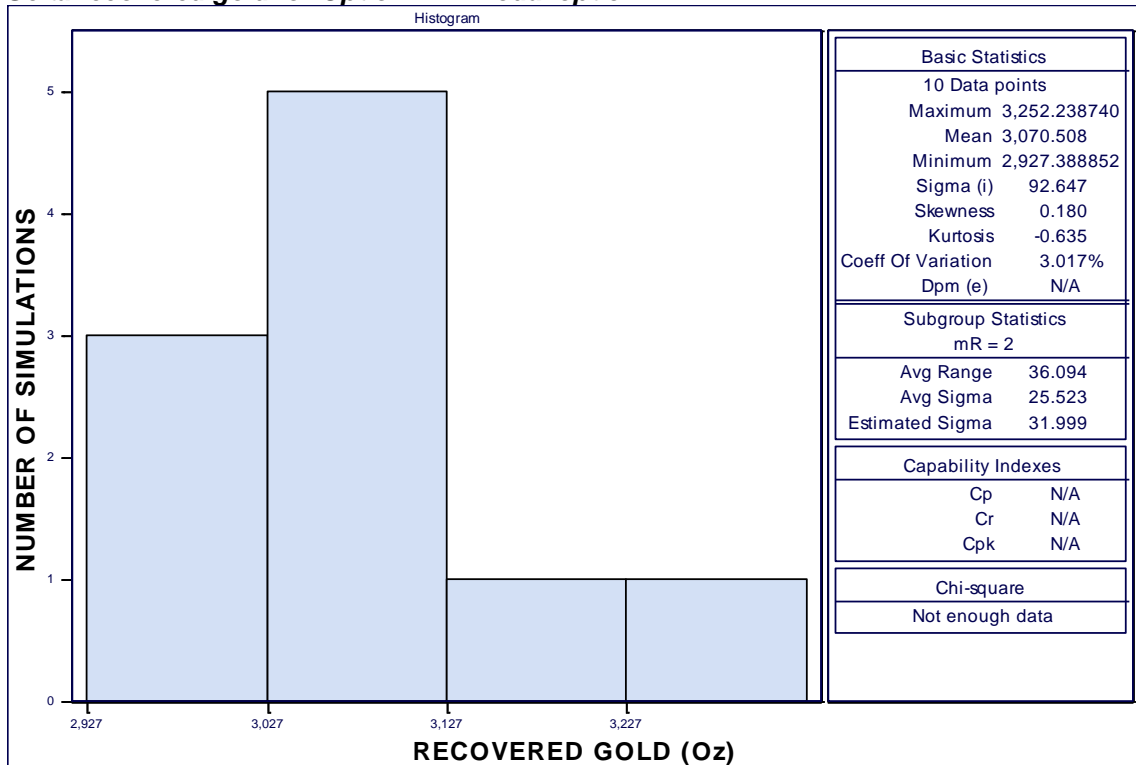 Histogram
NUMBER OF SIMULATIONS
5
4
3
2
1
0
2,927
3,027
3,127
3,227
RECOVERED GOLD (Oz)
Basic Statistics
10 Data points
Maximum 3,252.238740
Mean 3,070.508
Minimum 2,927.388852
Sigma (i) 92.647
Skewness 0.180
Kurtosis -0.635
Coeff Of Variation 3.017%
Dpm (e) N/A
Subgroup Statistics
mR = 2
Avg Range 36.094
Avg Sigma 25.523
Estimated Sigma 31.999
Capability Indexes
Cp N/A
Cr N/A
Cpk N/A
Chi-square
Not enough data